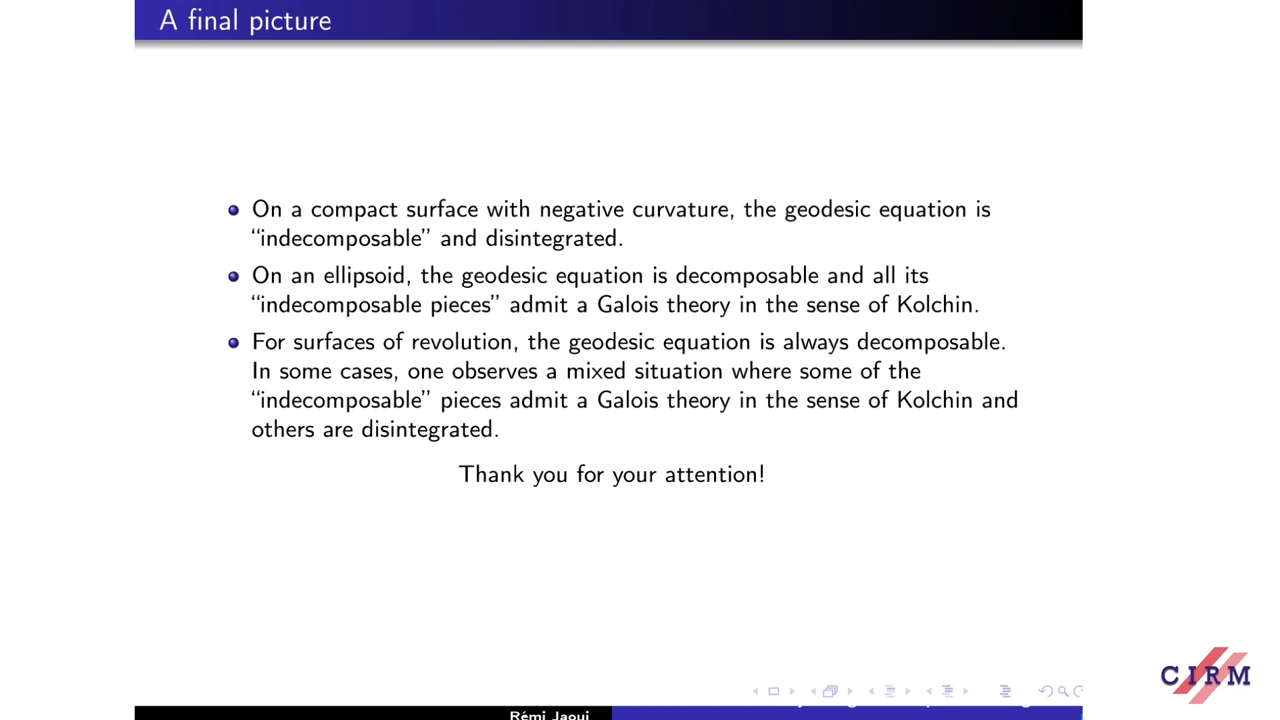 A final picture
On a compact surface with negative curvature, the geodesic equation is
“indecomposable” and disintegrated.
On an ellipsoid, the geodesic equation is decomposable and all its
“indecomposable pieces” admit a Galois theory in the sense of Kolchin.
For surfaces of revolution, the geodesic equation is always decomposable.
In some cases, one observes a mixed situation where some of the
“indecomposable” pieces admit a Galois theory in the sense of Kolchin and
others are disintegrated.
Thank you for your attention!
CIRM
Rémi Jaoui